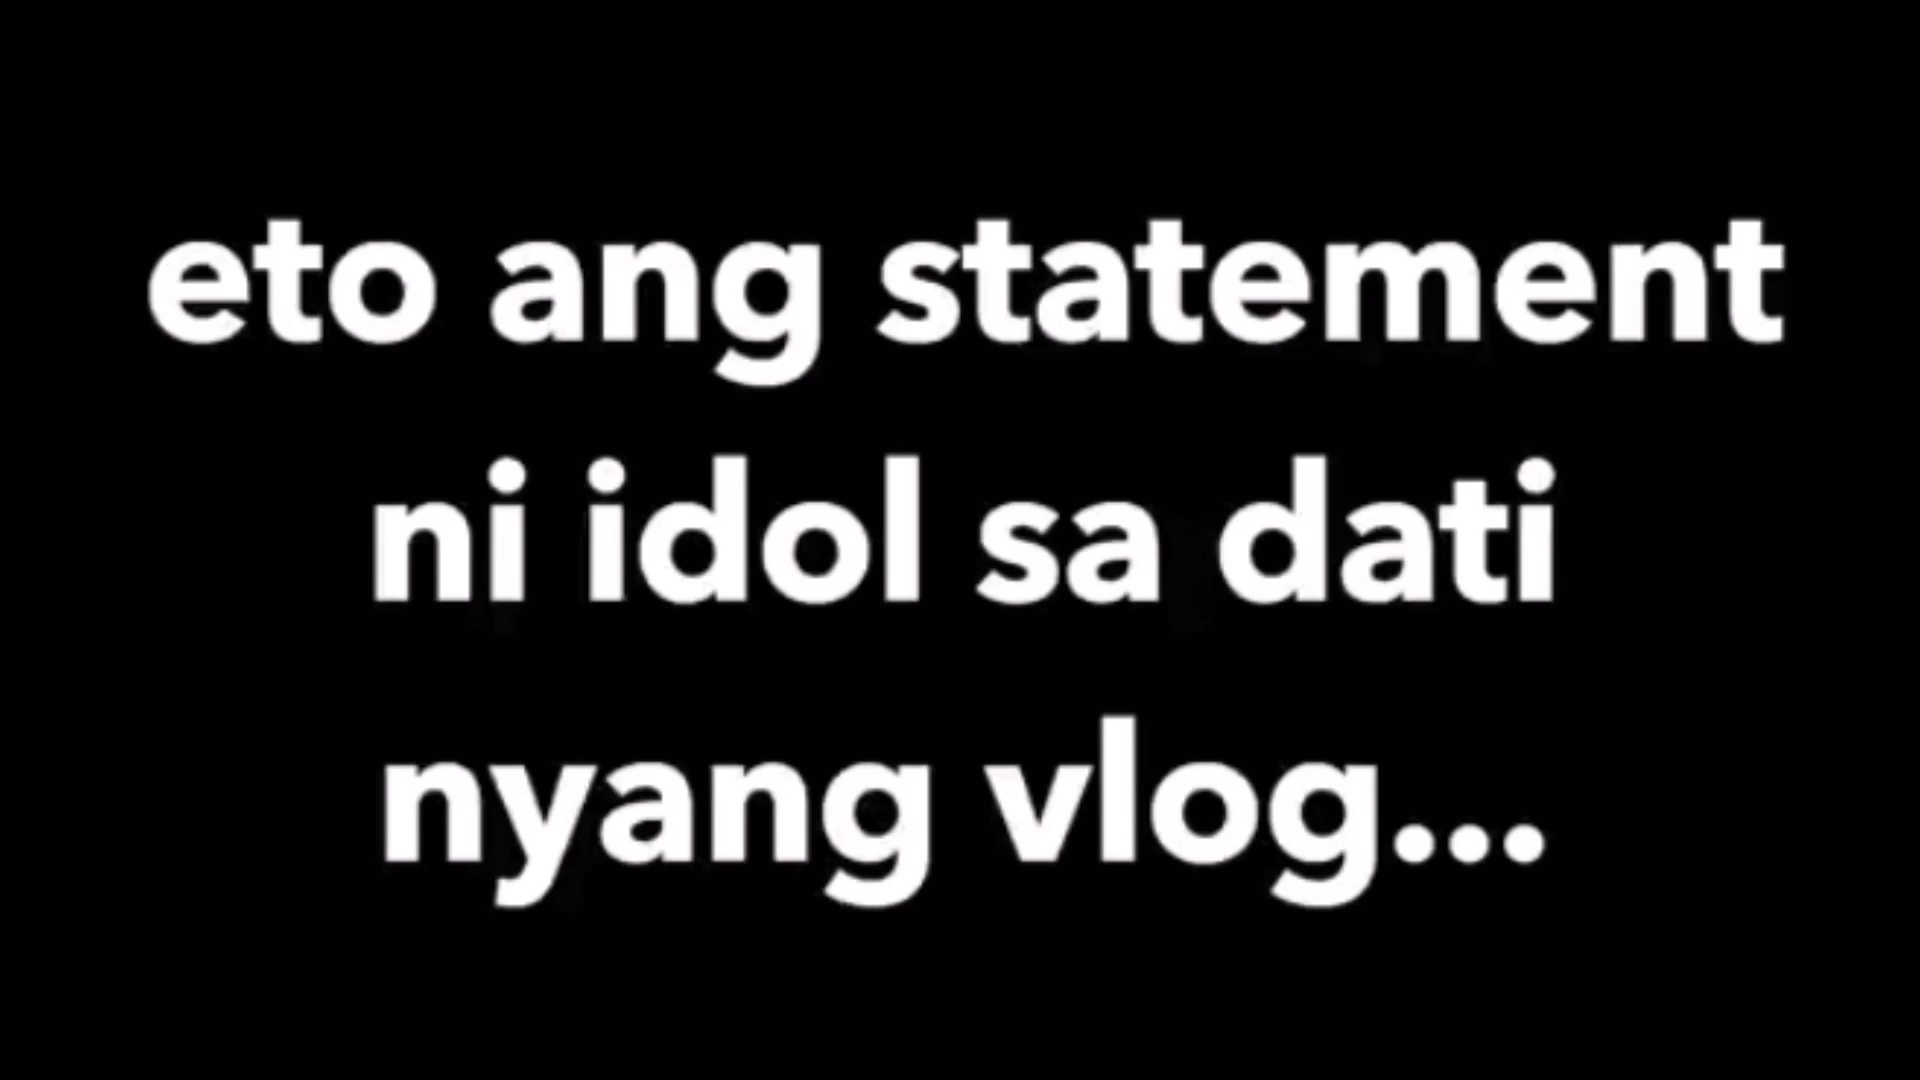 eto ang statement
ni idol sa dati
nyang vlog...